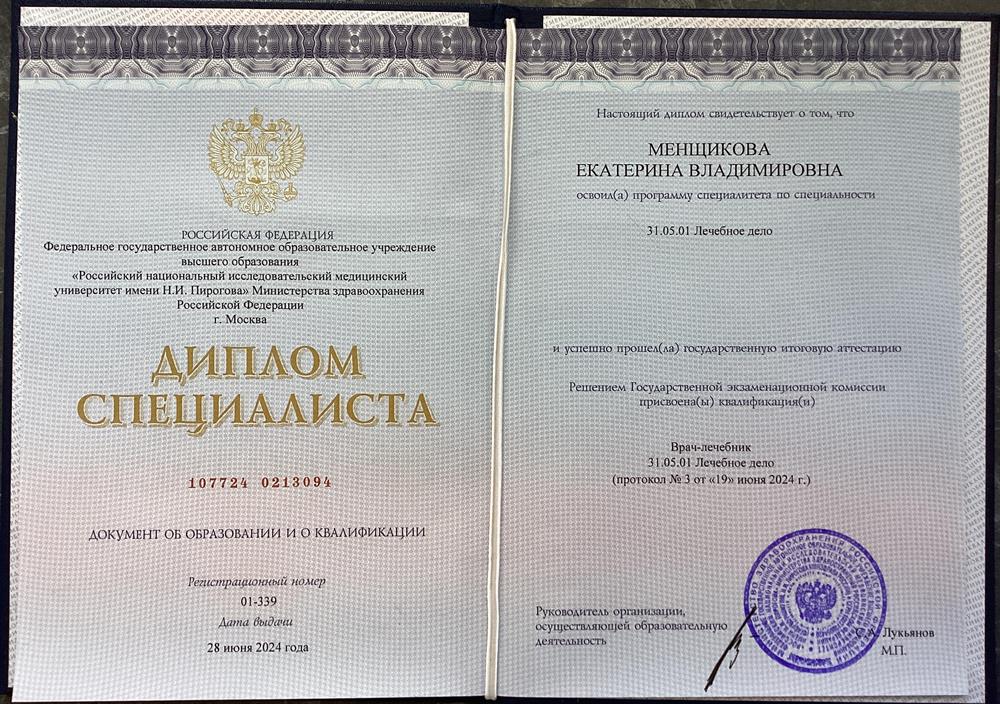 РОССИЙСКАЯ ФЕДЕРАЦИЯ
Федеральное государственное автономное образовательное учреждение
высшего образования
«Российский национальный исследовательский медицинский
университет имени Н.И. Пирогова» Министерства здравоохранения
Российской Федерации
г. Москва
ДИПЛОМ
СПЕЦИАЛИСТА
107724 0213094
ДОКУМЕНТ ОБ ОБРАЗОВАНИИ И О КВАЛИФИКАЦИИ
Регистрационный номер
01-339
Дата выдачи
28 июня 2024 года
Настоящий диплом свидетельствует о том, что
МЕНЩИКОВА
ЕКАТЕРИНА ВЛАДИМИРОВНА
освоил(а) программу специалитета по специальности
31.05.01 Лечебное дело
и успешно прошел(ла) государственную итоговую аттестацию
Решением Государственной экзаменационной комиссии
присвоена(ы) квалификация(и)
Врач-лечебник
31.05.01 Лечебное дело
(протокол № 3 от «19» июня 2024 г.)
Руководитель организации,
осуществляющей образовательную
деятельность
С.А. Лукьянов
М.П.